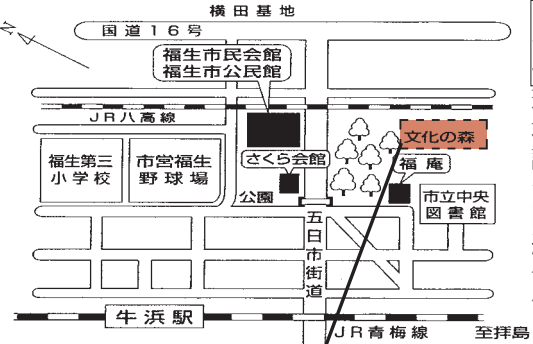 横田基地
N
国道16号
福生市民会館
福生市公民館
JR八高線
文化の森
さくら会館
福庵
福生第三
小学校
市営福生
野球場
公園
市立中央
図書館
五日市街道
牛浜駅
JR青梅線
至拝島